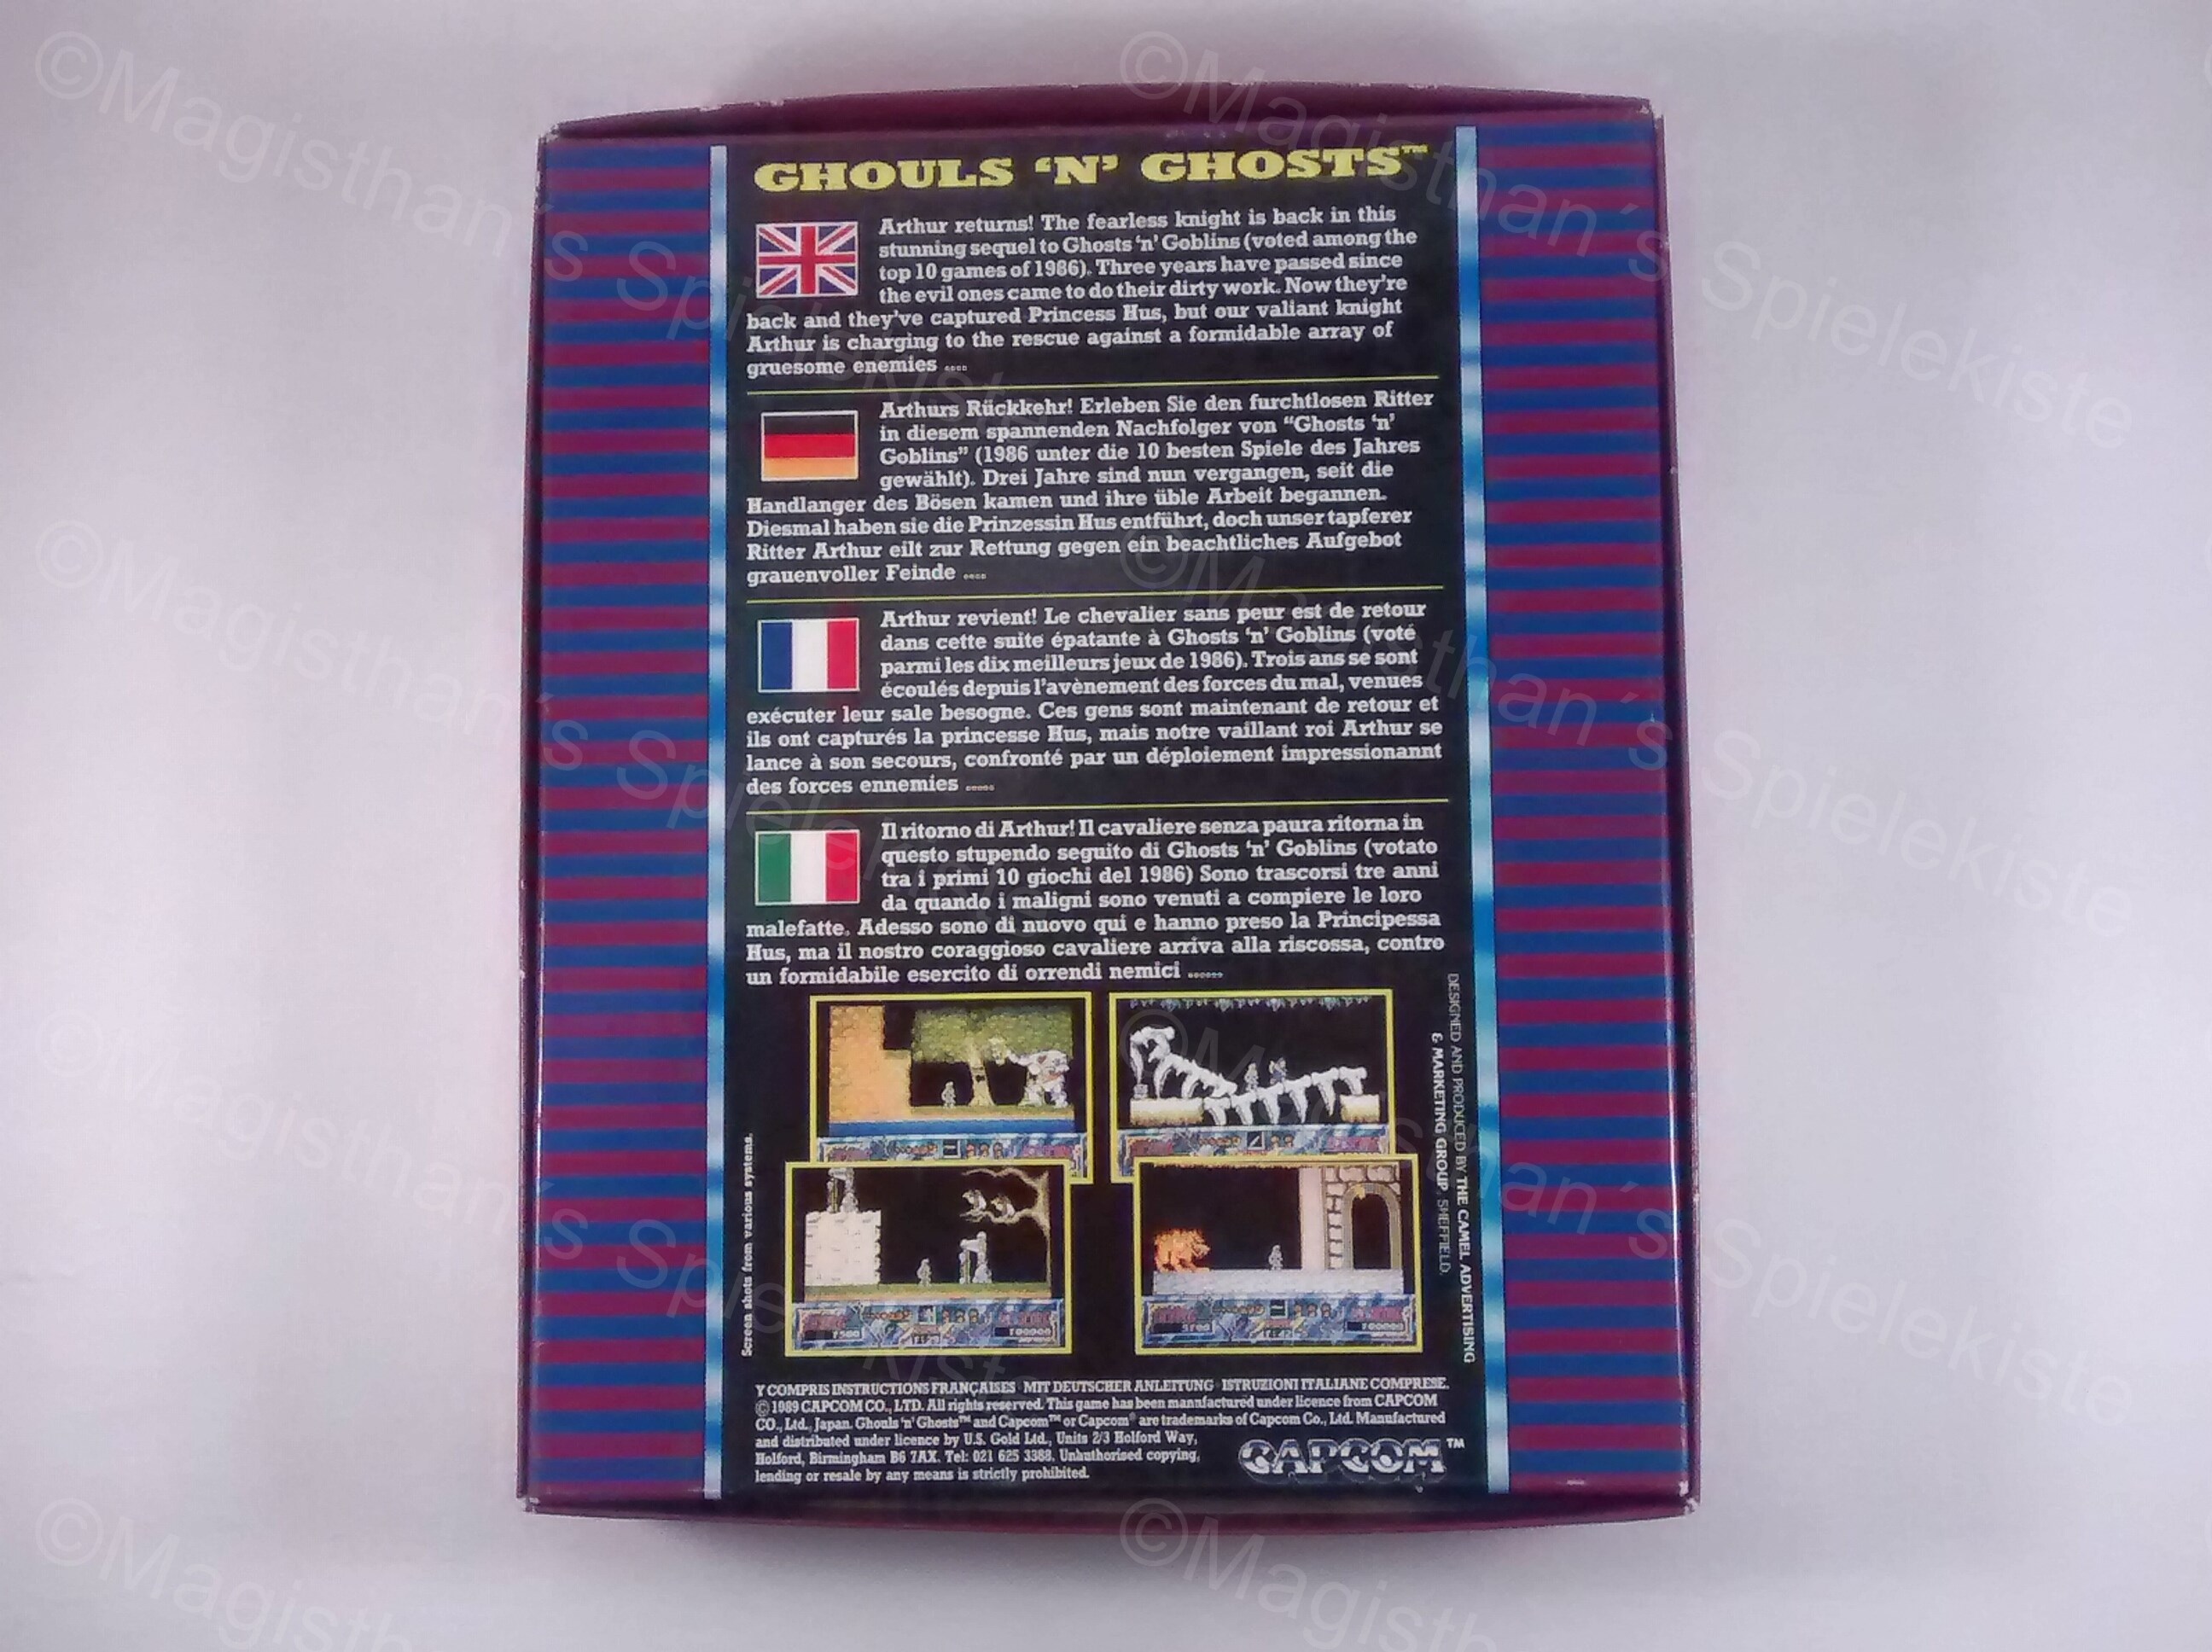 GHOULS ‘N’ GHOSTS™
Arthur returns! The fearless knight is back in this
stunning sequel to Ghosts ‘n’ Goblins (voted among the
top 10 games of 1986). Three years have passed since
the evil ones came to do their dirty work. Now they’re
back and they’ve captured Princess Hus, but our valiant knight
Arthur is charging to the rescue against a formidable array of
gruesome enemies ....
Arthurs Rückkehr! Erleben Sie den furchtlosen Ritter
in diesem spannenden Nachfolger von “Ghosts ‘n’
Goblins” (1986 unter die 10 besten Spiele des Jahres
gewählt). Drei Jahre sind nun vergangen, seit die
Handlanger des Bösen kamen und ihre üble Arbeit begannen.
Diesmal haben sie die Prinzessin Hus entführt, doch unser tapferer
Ritter Arthur eilt zur Rettung gegen ein beachtliches Aufgebot
grauenvoller Feinde ....
Arthur revient! Le chevalier sans peur est de retour
dans cette suite épatante à Ghosts ‘n’ Goblins (voté
parmi les dix meilleurs jeux de 1986). Trois ans se sont
écoulés depuis l’avènement des forces du mal, venues
exécuter leur sale besogne. Ces gens sont maintenant de retour et
ils ont capturés la princesse Hus, mais notre vaillant roi Arthur se
lance à son secours, confronté par un déploiement impressionannt
des forces ennemies .....
Il ritorno di Arthur! Il cavaliere senza paura ritorna in
questo stupendo seguito di Ghosts ‘n’ Goblins (votato
tra i primi 10 giochi del 1986) Sono trascorsi tre anni
da quando i maligni sono venuti a compiere le loro
malefatte. Adesso sono di nuovo qui e hanno preso la Principessa
Hus, ma il nostro coraggioso cavaliere arriva alla riscossa, contro
un formidabile esercito di orrendi nemici ......
Screen shots from various systems.
DESIGNED AND PRODUCED BY THE CAMEL ADVERTISING
& MARKETING GROUP, SHEFFIELD.
Y COMPRIS INSTRUCTIONS FRANÇAISES MIT DEUTSCHER ANLEITUNG ISTRUZIONI ITALIANE COMPRESE.
© 1989 CAPCOM CO., LTD. All rights reserved. This game has been manufactured under licence from CAPCOM
CO., Ltd., Japan. Ghouls ‘n’ Ghosts™ and Capcom™ or Capcom® are trademarks of Capcom Co., Ltd. Manufactured
and distributed under licence by U.S. Gold Ltd., Units 2/3 Holford Way,
Holford, Birmingham B6 7AX. Tel: 021 625 3388. Unauthorised copying,
lending or resale by any means is strictly prohibited.
CAPCOM™
©Magisthan´s Spielekiste
©Magisthan´s Spielekiste
©Magisthan´s Spielekiste
©Magisthan´s Spielekiste
©Magisthan´s Spielekiste
©Magisthan´s Spielekiste